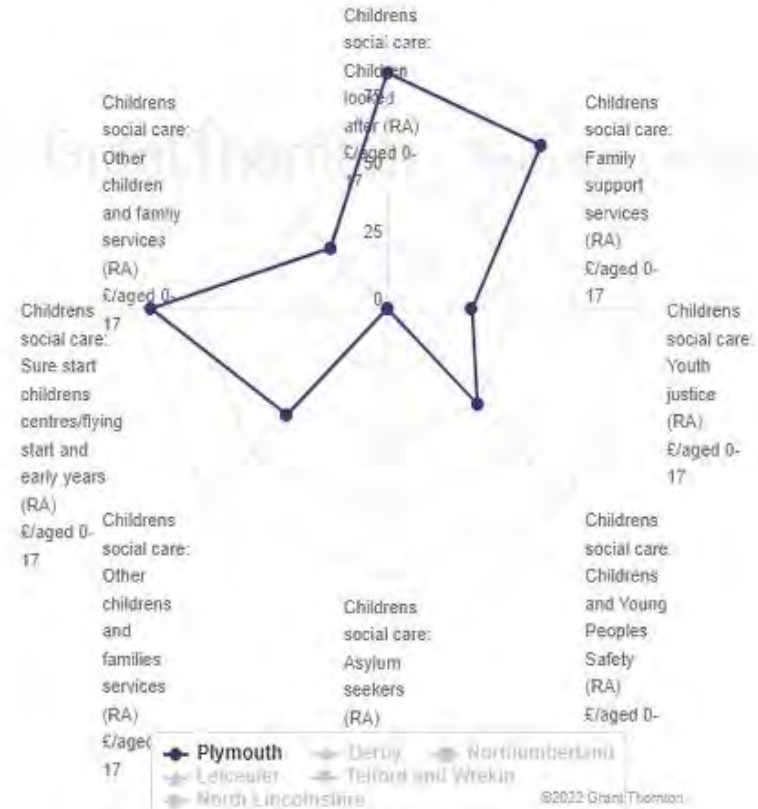 Childrens
social care:
Children
looked
after (RA)
£/aged 0-
17
75
50
25
0
Childrens
social care:
Family
support
services
(RA)
£/aged 0-
17
Childrens
social care:
Youth
justice
(RA)
£/aged 0-
17
Childrens
social care:
Childrens
and Young
Peoples
Safety
(RA)
£/aged 0-
Childrens
social care:
Asylum
seekers
(RA)
Childrens
social care:
Other
childrens
and
families
services
(RA)
£/aged
17
Childrens
social care:
Sure start
childrens
centres/flying
start and
early years
(RA)
£/aged 0-
17
Childrens
social care:
Other
children
and family
services
(RA)
£/aged 0-
17
Plymouth
Derby
Northumberland
Leicester
Telford and Wrekin
North Lincolnshire
©2022 Grant Thornton